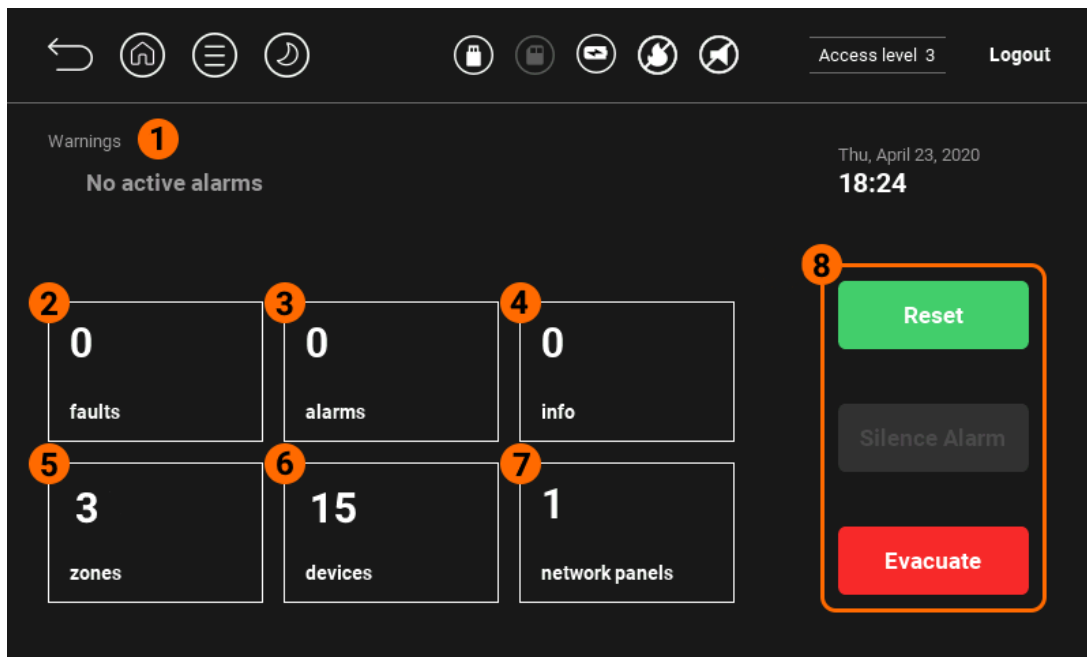 Access level 3
Logout
Warnings 1
No active alarms
Thu, April 23, 2020
18:24
2
0
faults
3
0
alarms
4
0
info
5
3
zones
6
15
devices
7
1
network panels
8
Reset
Silence Alarm
Evacuate